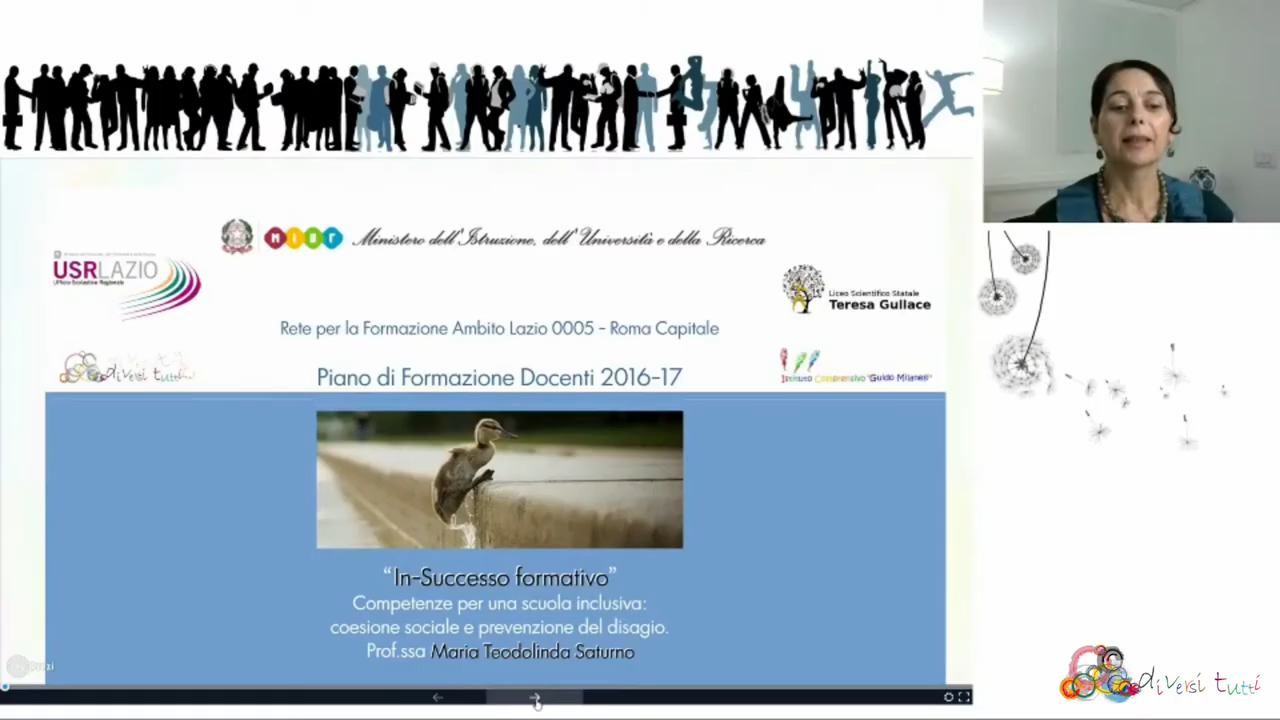 MIUR Ministero dell'Istruzione, dell'Università e della Ricerca
USRLAZIO
Ufficio Scolastico Regionale
Liceo Scientifico Statale
Teresa Gullace
Rete per la Formazione Ambito Lazio 0005 - Roma Capitale
diversi tutti
Piano di Formazione Docenti 2016-17
Istituto Comprensivo "Guido Milanesi"
“In-Successo formativo”
Competenze per una scuola inclusiva:
coesione sociale e prevenzione del disagio.
Prof.ssa Maria Teodolinda Saturno
diversi tutti